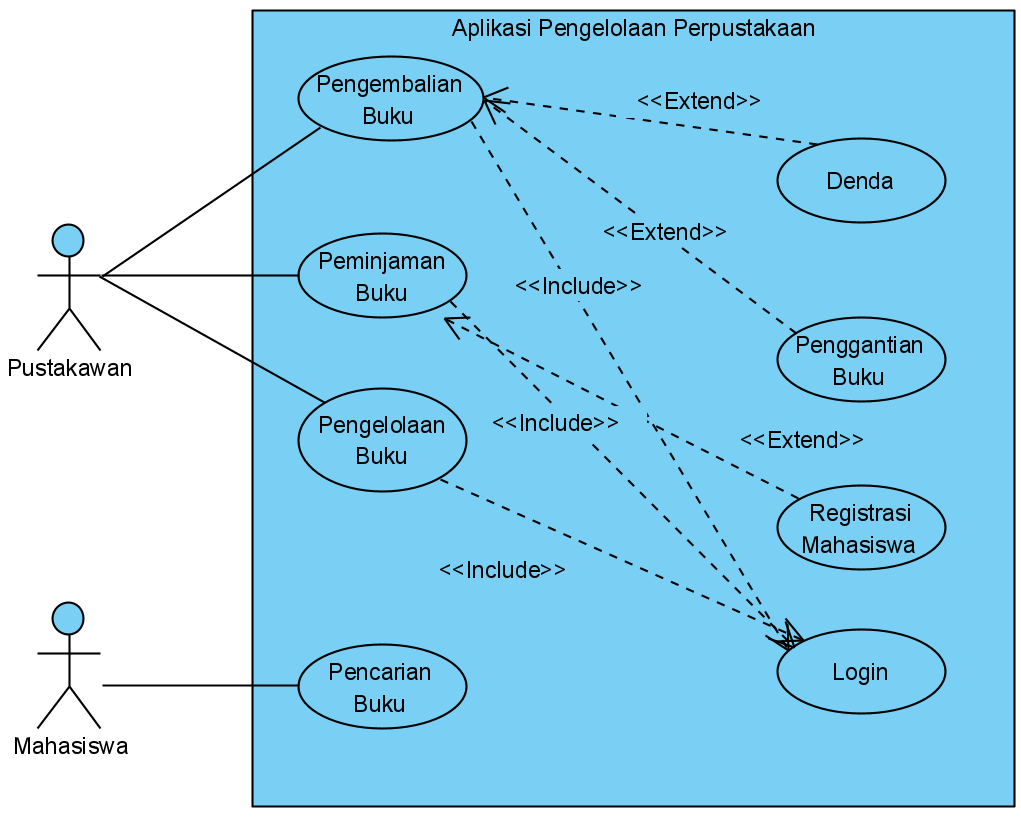 Aplikasi Pengelolaan Perpustakaan
Pengembalian
Buku
<<Extend>>
Denda
<<Extend>>
Peminjaman
Buku
<<Include>>
Penggantian
Buku
Pustakawan
Pengelolaan
Buku
<<Include>>
<<Extend>>
Registrasi
Mahasiswa
<<Include>>
Pencarian
Buku
Login
Mahasiswa